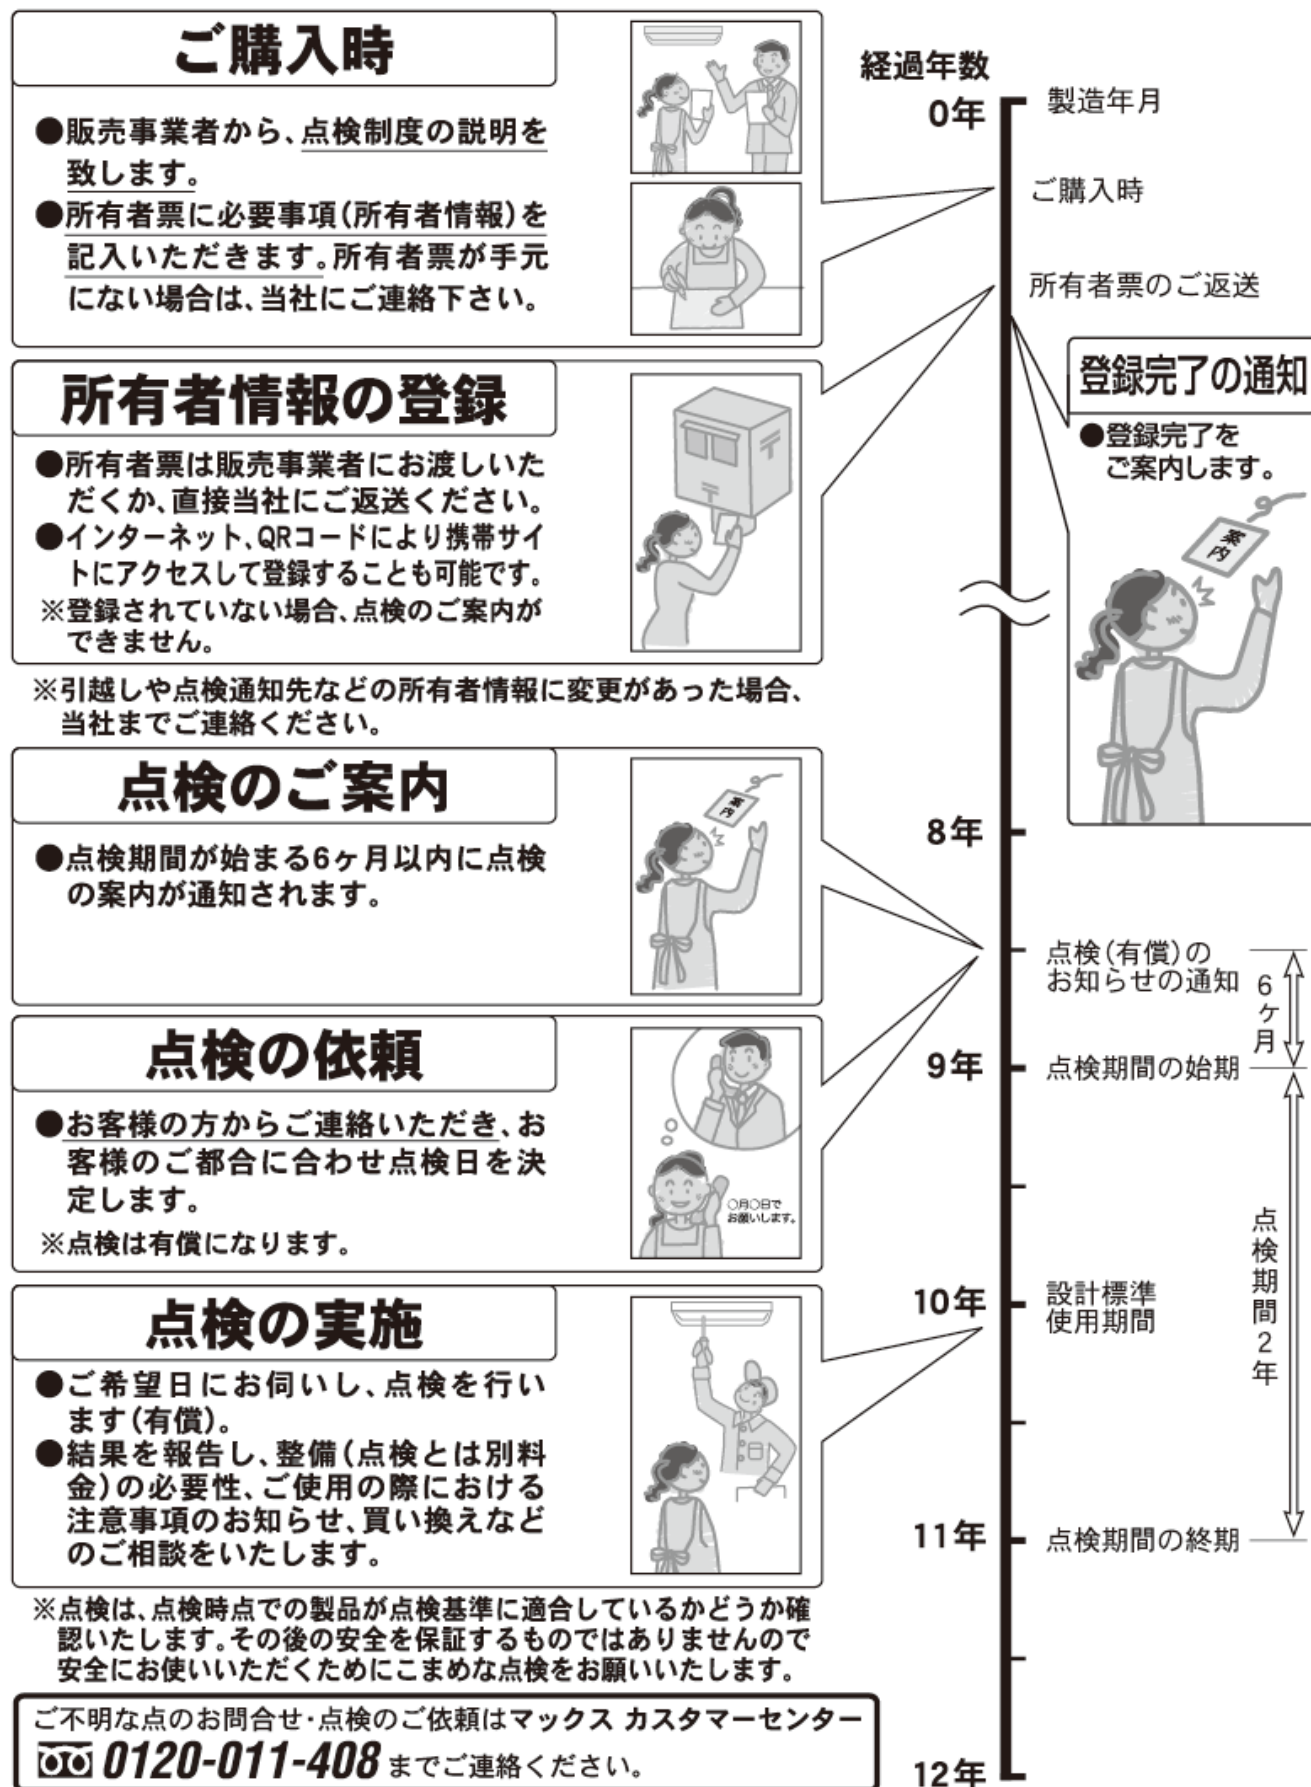 ご購入時
●販売事業者から、点検制度の説明を
致します。
●所有者票に必要事項(所有者情報)を
記入いただきます。所有者票が手元
にない場合は、当社にご連絡下さい。
所有者情報の登録
●所有者票は販売事業者にお渡しいた
だくか、直接当社にご返送ください。
●インターネット、QRコードにより携帯サイ
トにアクセスして登録することも可能です。
※登録されていない場合、点検のご案内が
できません。
※引越しや点検通知先などの所有者情報に変更があった場合、
当社までご連絡ください。
点検のご案内
●点検期間が始まる6ヶ月以内に点検
の案内が通知されます。
案内
点検の依頼
●お客様の方からご連絡いただき、お
客様のご都合に合わせ点検日を決
定します。
※点検は有償になります。
○月○日で
お願いします。
点検の実施
●ご希望日にお伺いし、点検を行い
ます(有償)。
●結果を報告し、整備(点検とは別料
金)の必要性、ご使用の際における
注意事項のお知らせ、買い換えなど
のご相談をいたします。
※点検は、点検時点での製品が点検基準に適合しているかどうか確
認いたします。その後の安全を保証するものではありませんので
安全にお使いいただくためにこまめな点検をお願いいたします。
ご不明な点のお問合せ・点検のご依頼はマックス カスタマーセンター
0120-011-408 までご連絡ください。
経過年数
0年 製造年月
ご購入時
所有者票のご返送
登録完了の通知
●登録完了を
ご案内します。
案内
8年
点検(有償)の
お知らせの通知
6ヶ月
9年 点検期間の始期
点検期間2年
10年 設計標準
使用期間
11年 点検期間の終期
12年